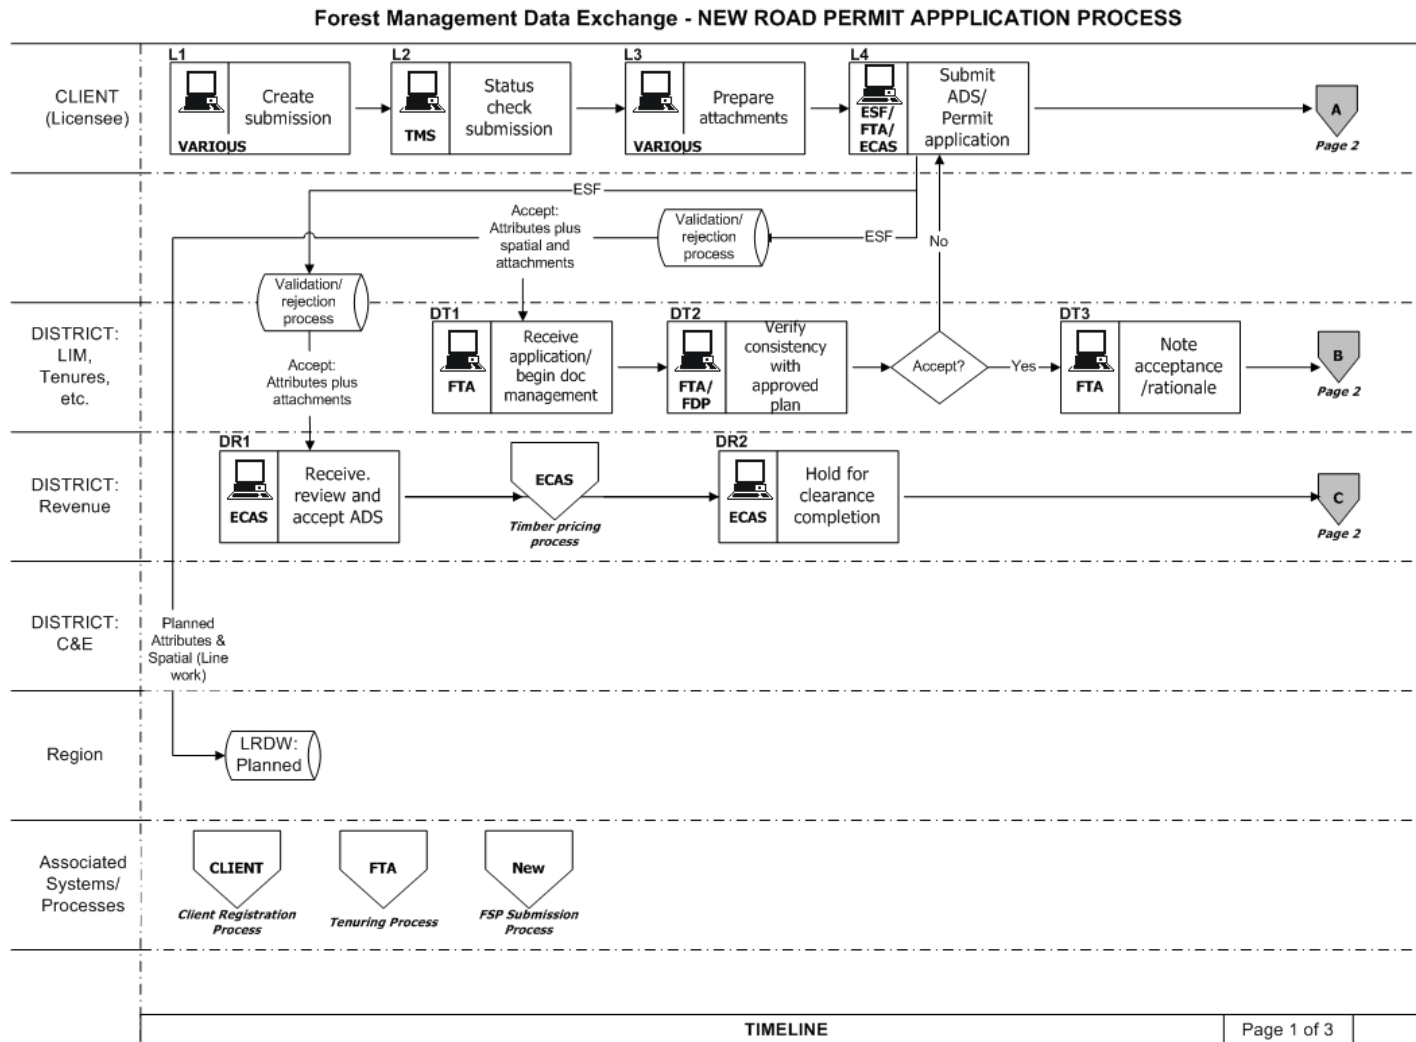 Forest Management Data Exchange - NEW ROAD PERMIT APPPLICATION PROCESS
CLIENT
(Licensee)
L1
VARIOUS
Create
submission
L2
TMS
Status
check
submission
L3
VARIOUS
Prepare
attachments
L4
ESF/
FTA/
ECAS
Submit
ADS/
Permit
application
A
Page 2
ESF
Accept:
Attributes plus
spatial and
attachments
Validation/
rejection
process
ESF
No
Validation/
rejection
process
DISTRICT:
LIM,
Tenures,
etc.
Accept:
Attributes plus
attachments
DT1
FTA
Receive
application/
begin doc
management
DT2
FTA/
FDP
Verify
consistency
with
approved
plan
Accept?
Yes
DT3
FTA
Note
acceptance
/rationale
B
Page 2
DISTRICT:
Revenue
DR1
ECAS
Receive.
review and
accept ADS
ECAS
Timber pricing
process
DR2
ECAS
Hold for
clearance
completion
C
Page 2
DISTRICT:
C&E
Planned
Attributes &
Spatial (Line
work)
Region
LRDW:
Planned
Associated
Systems/
Processes
CLIENT
Client Registration
Process
FTA
Tenuring Process
New
FSP Submission
Process
TIMELINE
Page 1 of 3